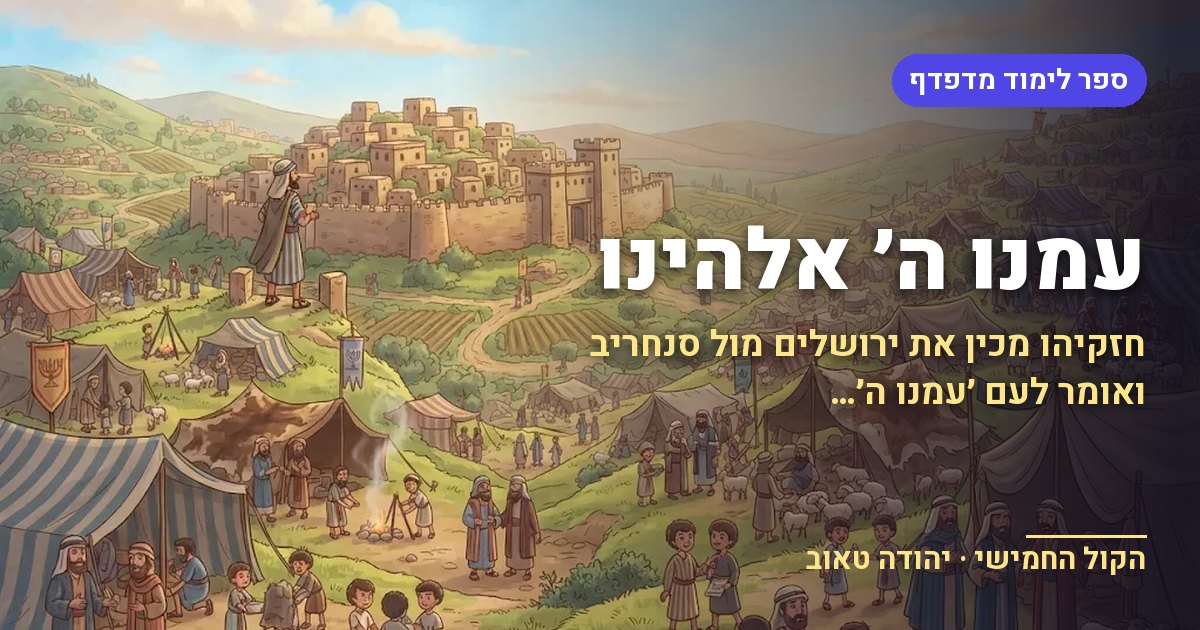 ספר לימוד מדפדף
עמנו ה׳ אלהינו
חזקיהו מכין את ירושלים מול סנחריב
ואומר לעם ׳עמנו ה׳...
הקול החמישי · יהודה טאוב